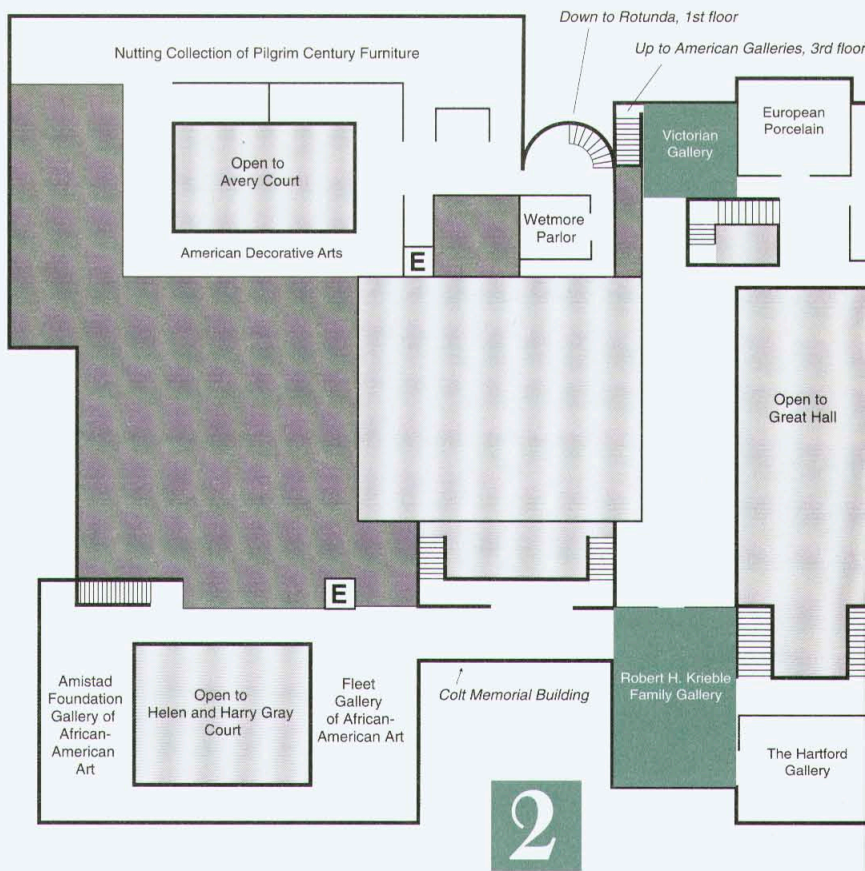 Down to Rotunda, 1st floor
Up to American Galleries, 3rd floor
Nutting Collection of Pilgrim Century Furniture
Victorian
Gallery
European
Porcelain
Open to
Avery Court
Wetmore
Parlor
American Decorative Arts
E
Open to
Great Hall
E
Amistad
Foundation
Gallery of
African-
American
Art
Open to
Helen and Harry Gray
Court
Fleet
Gallery
of African-
American Art
Colt Memorial Building
Robert H. Krieble
Family Gallery
The Hartford
Gallery
2